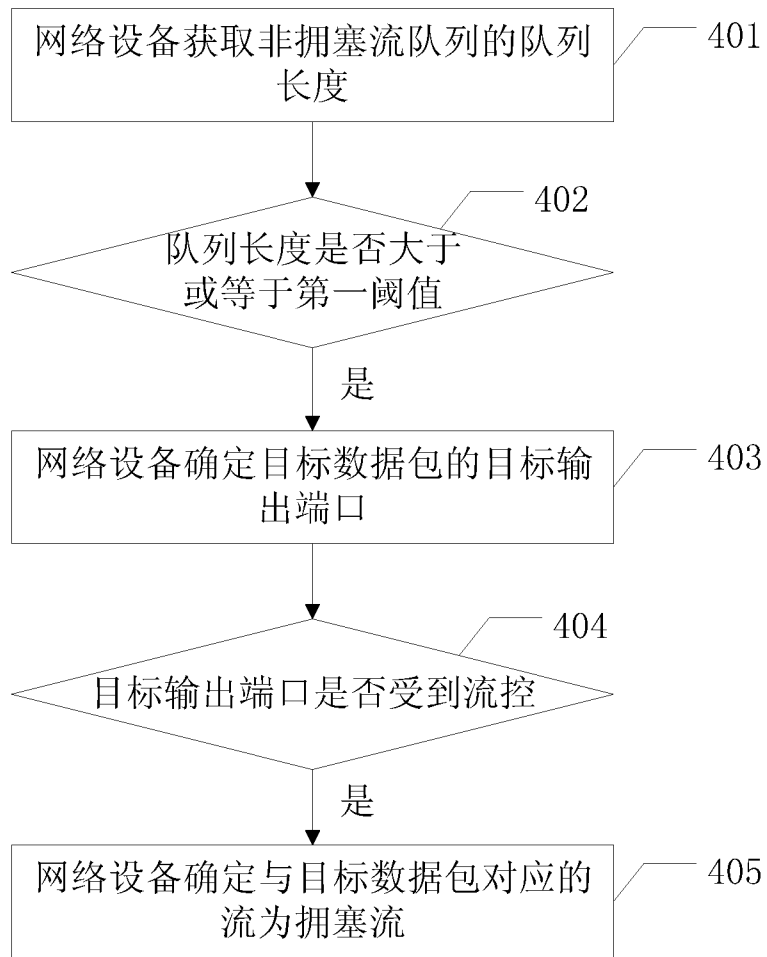 网络设备获取非拥塞流队列的队列
长度
401
402
队列长度是否大于
或等于第一阈值
是
网络设备确定目标数据包的目标输
出端口
403
404
目标输出端口是否受到流控
是
网络设备确定与目标数据包对应的
流为拥塞流
405